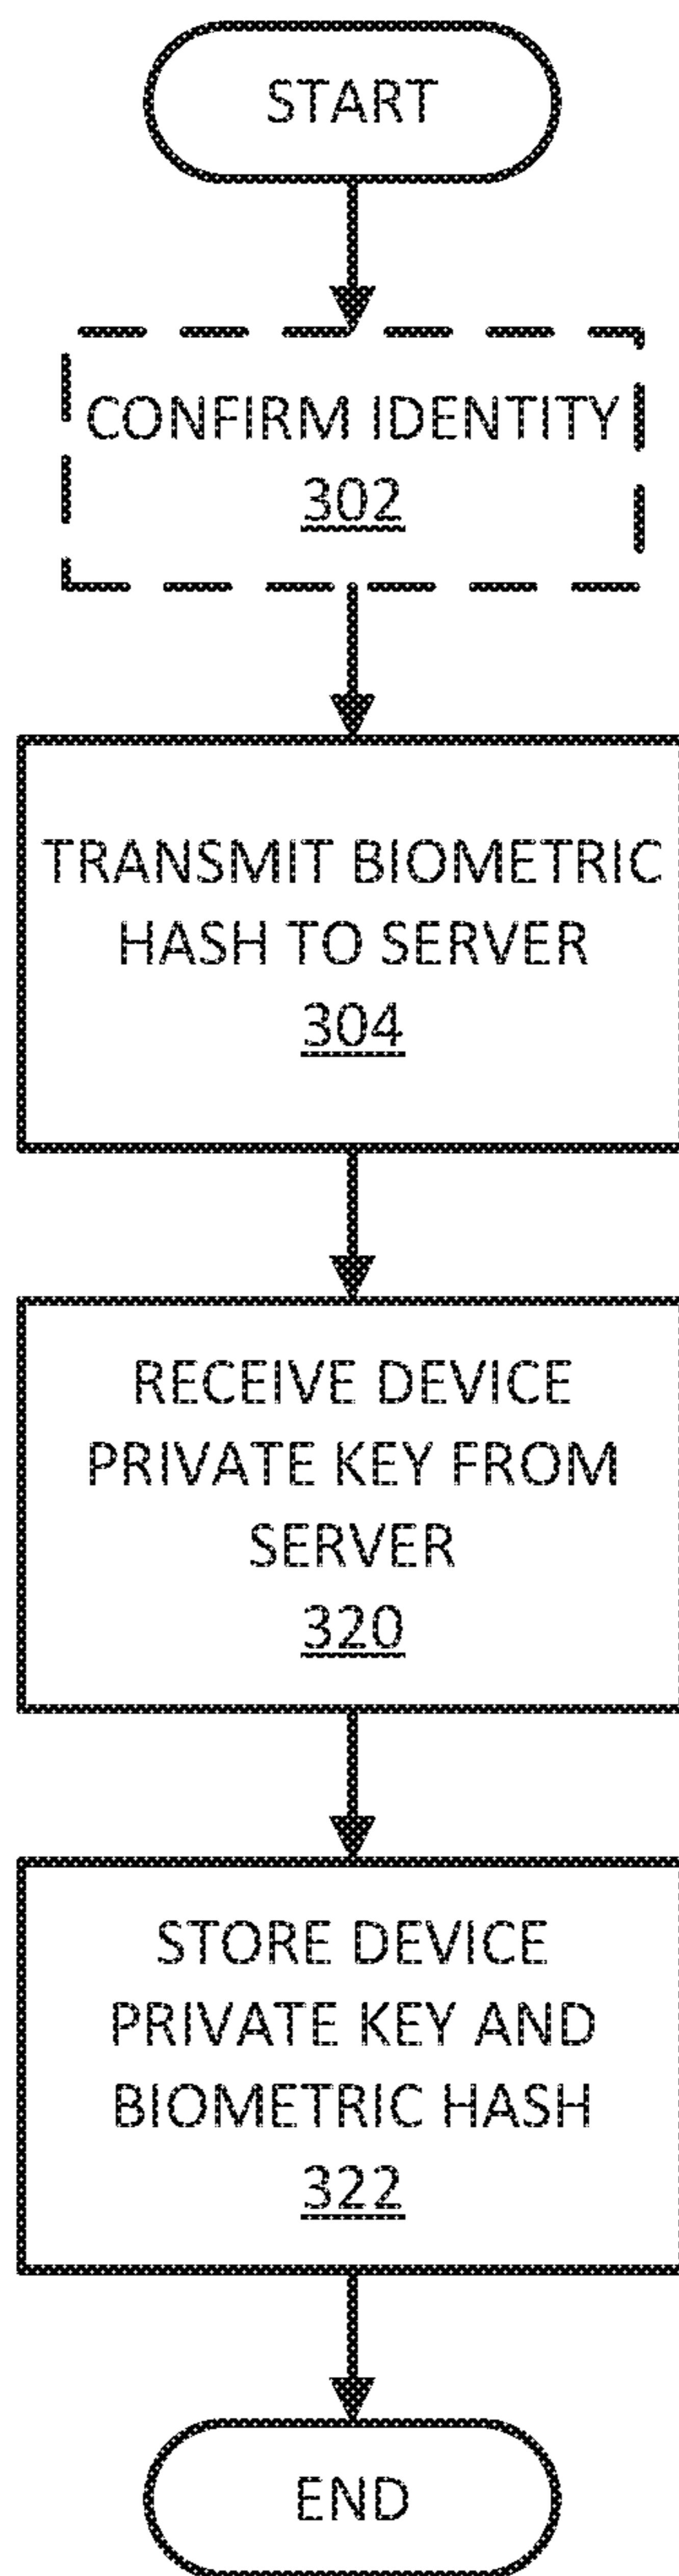 START
CONFIRM IDENTITY
302
TRANSMIT BIOMETRIC
HASH TO SERVER
304
RECEIVE DEVICE
PRIVATE KEY FROM
SERVER
320
STORE DEVICE
PRIVATE KEY AND
BIOMETRIC HASH
322
END